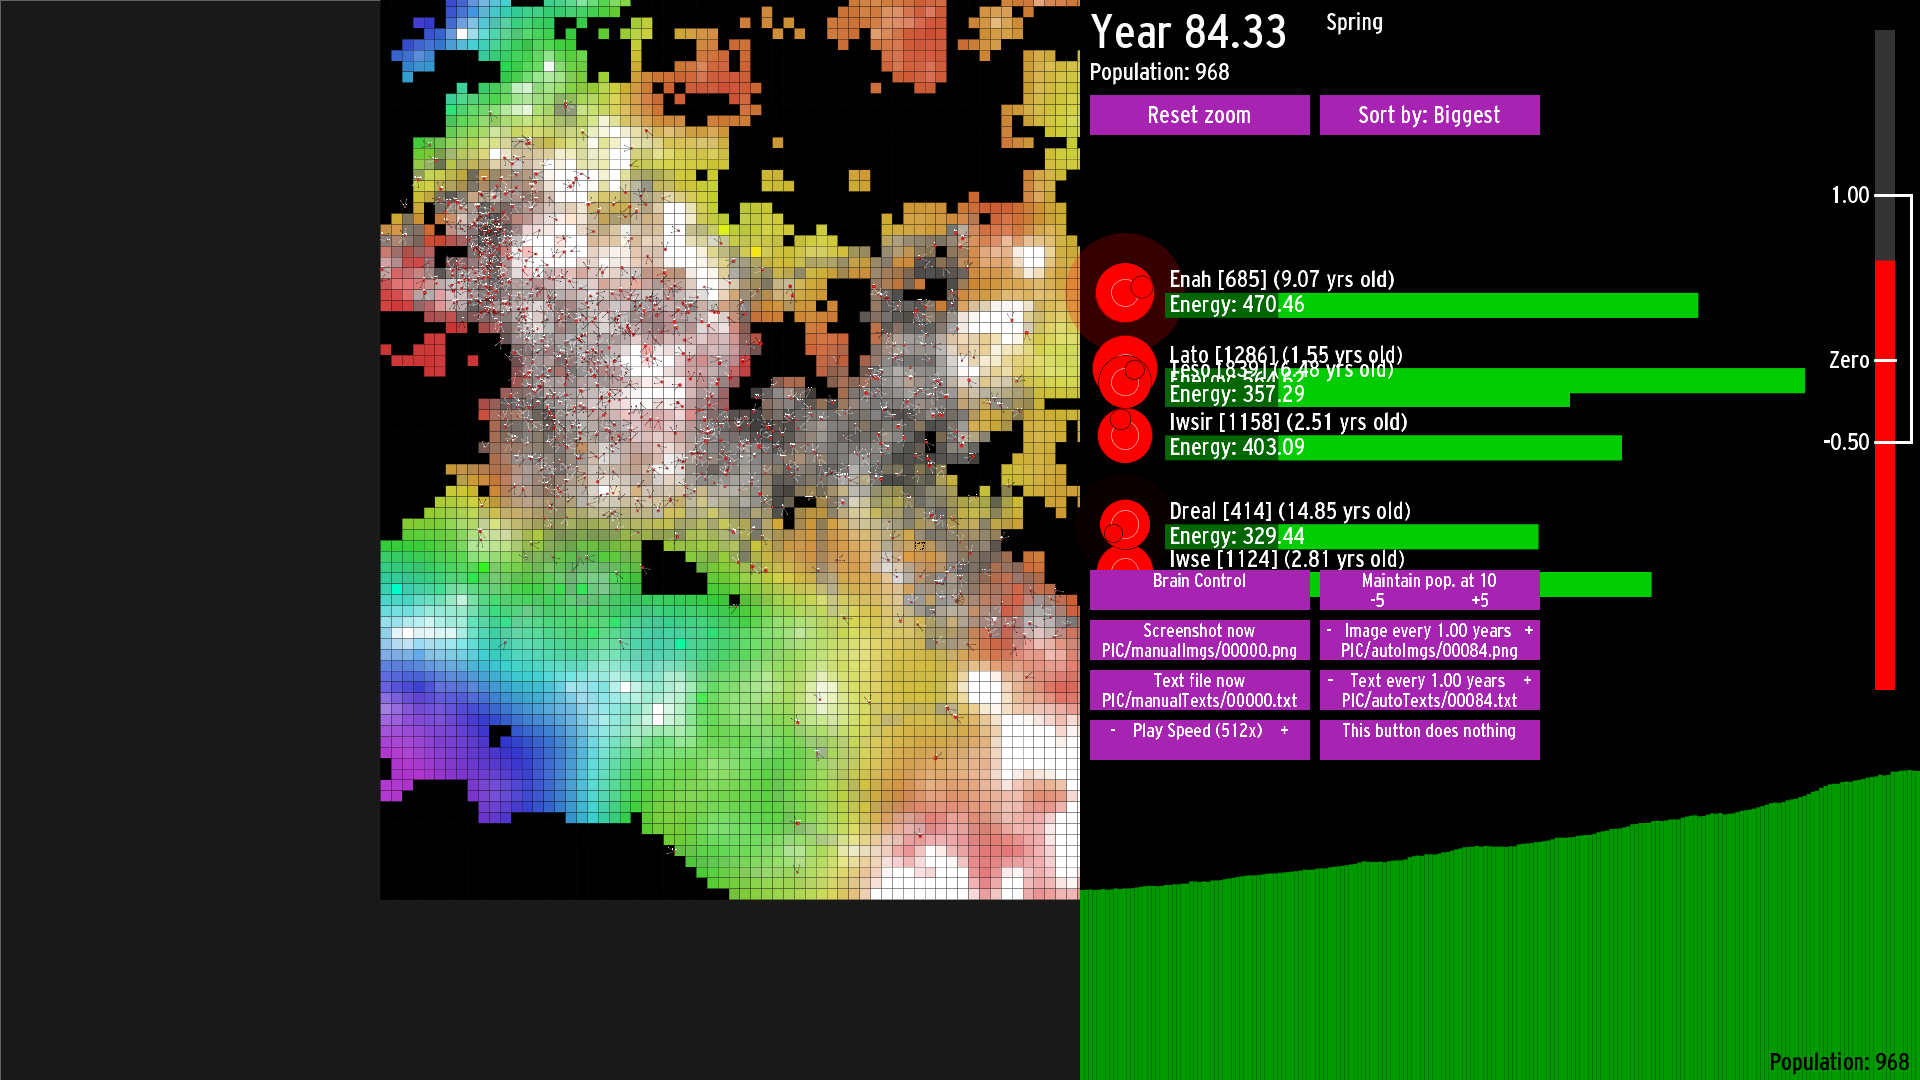 Year 84.33
Spring
Population: 968
Reset zoom
Sort by: Biggest
1.00
Enah [685] (9.07 yrs old)
Energy: 470.46
Lato [1286] (1.55 yrs old)
Teso [839] (6.48 yrs old)
Zero
Energy: 357.29
Iwsir [1158] (2.51 yrs old)
-0.50
Energy: 403.09
Dreal [414] (14.85 yrs old)
Energy: 329.44
Iwse [1124] (2.81 yrs old)
Brain Control
Maintain pop. at 10
-5 +5
Screenshot now
PIC/manualImgs/00000.png
- Image every 1.00 years +
PIC/autoImgs/00084.png
Text file now
PIC/manualTexts/00000.txt
- Text every 1.00 years +
PIC/autoTexts/00084.txt
- Play Speed (512x) +
This button does nothing
Population: 968